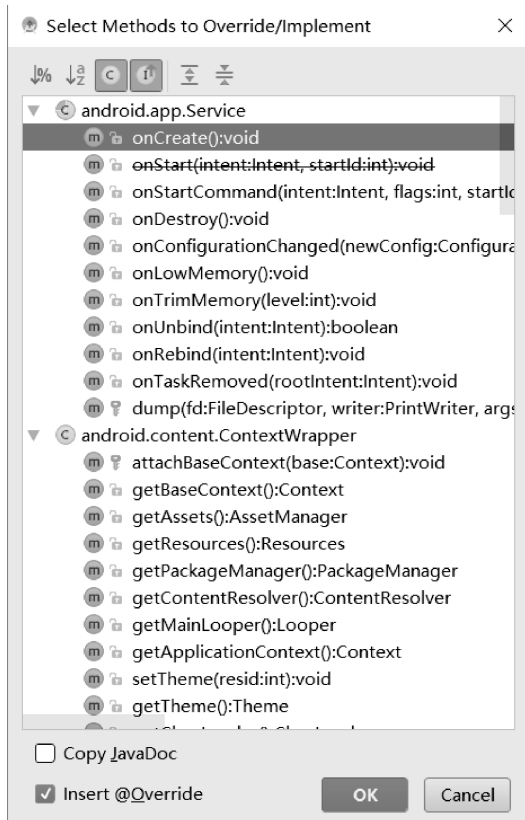 Select Methods to Override/Implement
android.app.Service
onCreate():void
onStart(intent:Intent, startId:int):void
onStartCommand(intent:Intent, flags:int, startId
onDestroy():void
onConfigurationChanged(newConfig:Configura
onLowMemory():void
onTrimMemory(level:int):void
onUnbind(intent:Intent):boolean
onRebind(intent:Intent):void
onTaskRemoved(rootIntent:Intent):void
dump(fd:FileDescriptor, writer:PrintWriter, args
android.content.ContextWrapper
attachBaseContext(base:Context):void
getBaseContext():Context
getAssets():AssetManager
getResources():Resources
getPackageManager():PackageManager
getContentResolver():ContentResolver
getMainLooper():Looper
getApplicationContext():Context
setTheme(resid:int):void
getTheme():Theme
Copy JavaDoc
Insert @Override
OK
Cancel